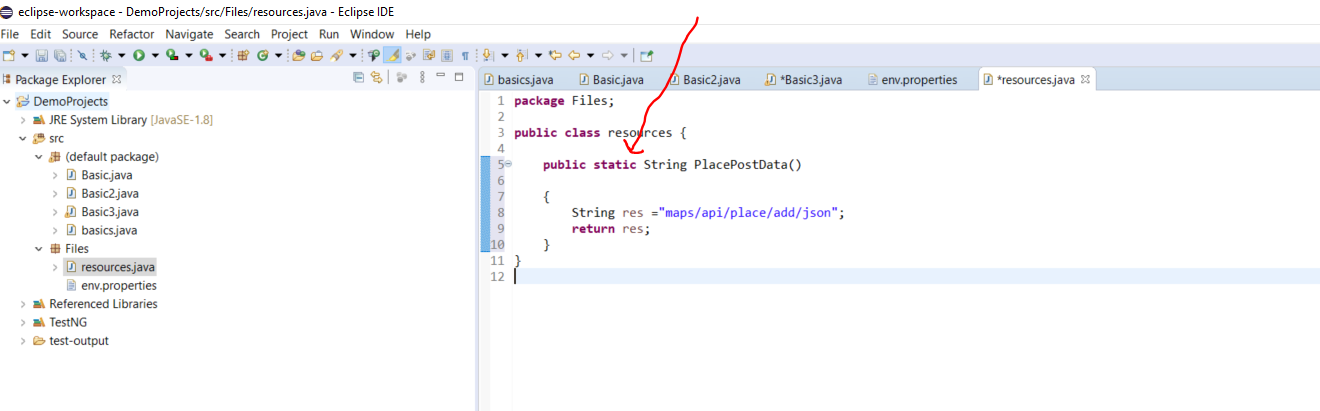 eclipse-workspace - DemoProjects/src/Files/resources.java - Eclipse IDE
File Edit Source Refactor Navigate Search Project Run Window Help
Package Explorer
DemoProjects
JRE System Library [JavaSE-1.8]
src
(default package)
Basic.java
Basic2.java
Basic3.java
basics.java
Files
resources.java
env.properties
Referenced Libraries
TestNG
test-output
basics.java Basic.java Basic2.java *Basic3.java env.properties *resources.java
1 package Files;
2
3 public class resources {
4
5 public static String PlacePostData()
6
7 {
8 String res ="maps/api/place/add/json";
9 return res;
10 }
11 }
12